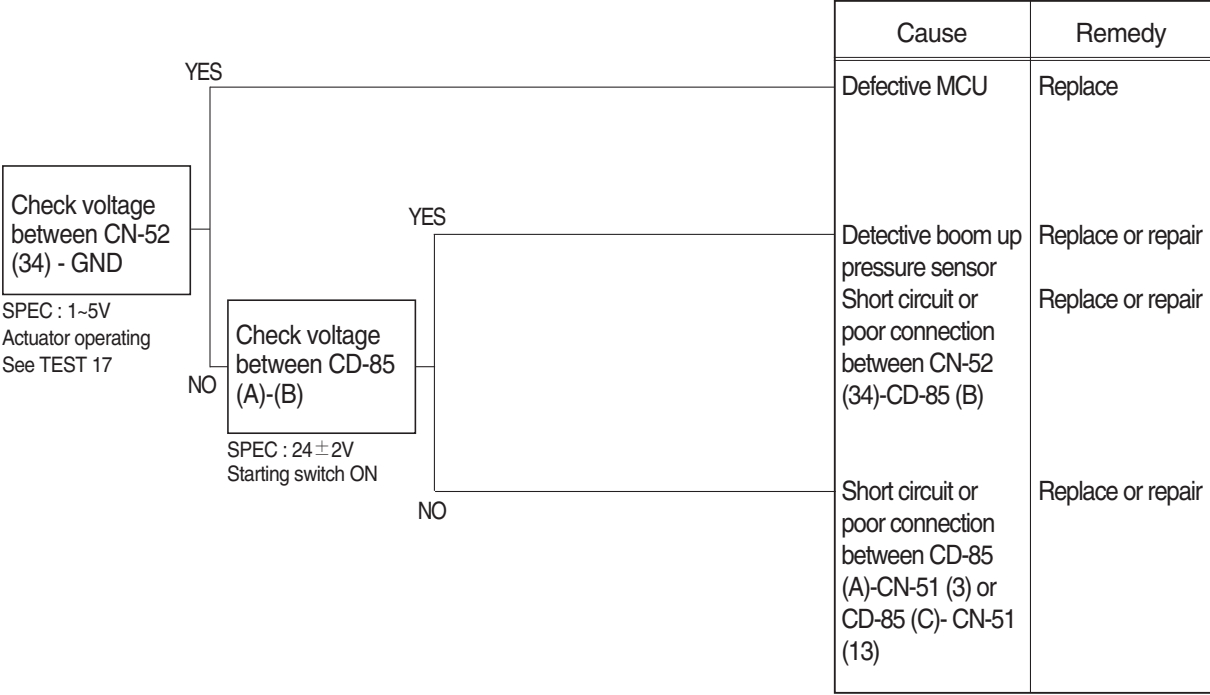 Cause
Remedy
YES
Defective MCU
Replace
Check voltage
between CN-52
(34) - GND
SPEC : 1~5V
Actuator operating
See TEST 17
NO
YES
Check voltage
between CD-85
(A)-(B)
SPEC : 24±2V
Starting switch ON
NO
Detective boom up
pressure sensor
Replace or repair
Short circuit or
poor connection
between CN-52
(34)-CD-85 (B)
Replace or repair
Short circuit or
poor connection
between CD-85
(A)-CN-51 (3) or
CD-85 (C)- CN-51
(13)
Replace or repair